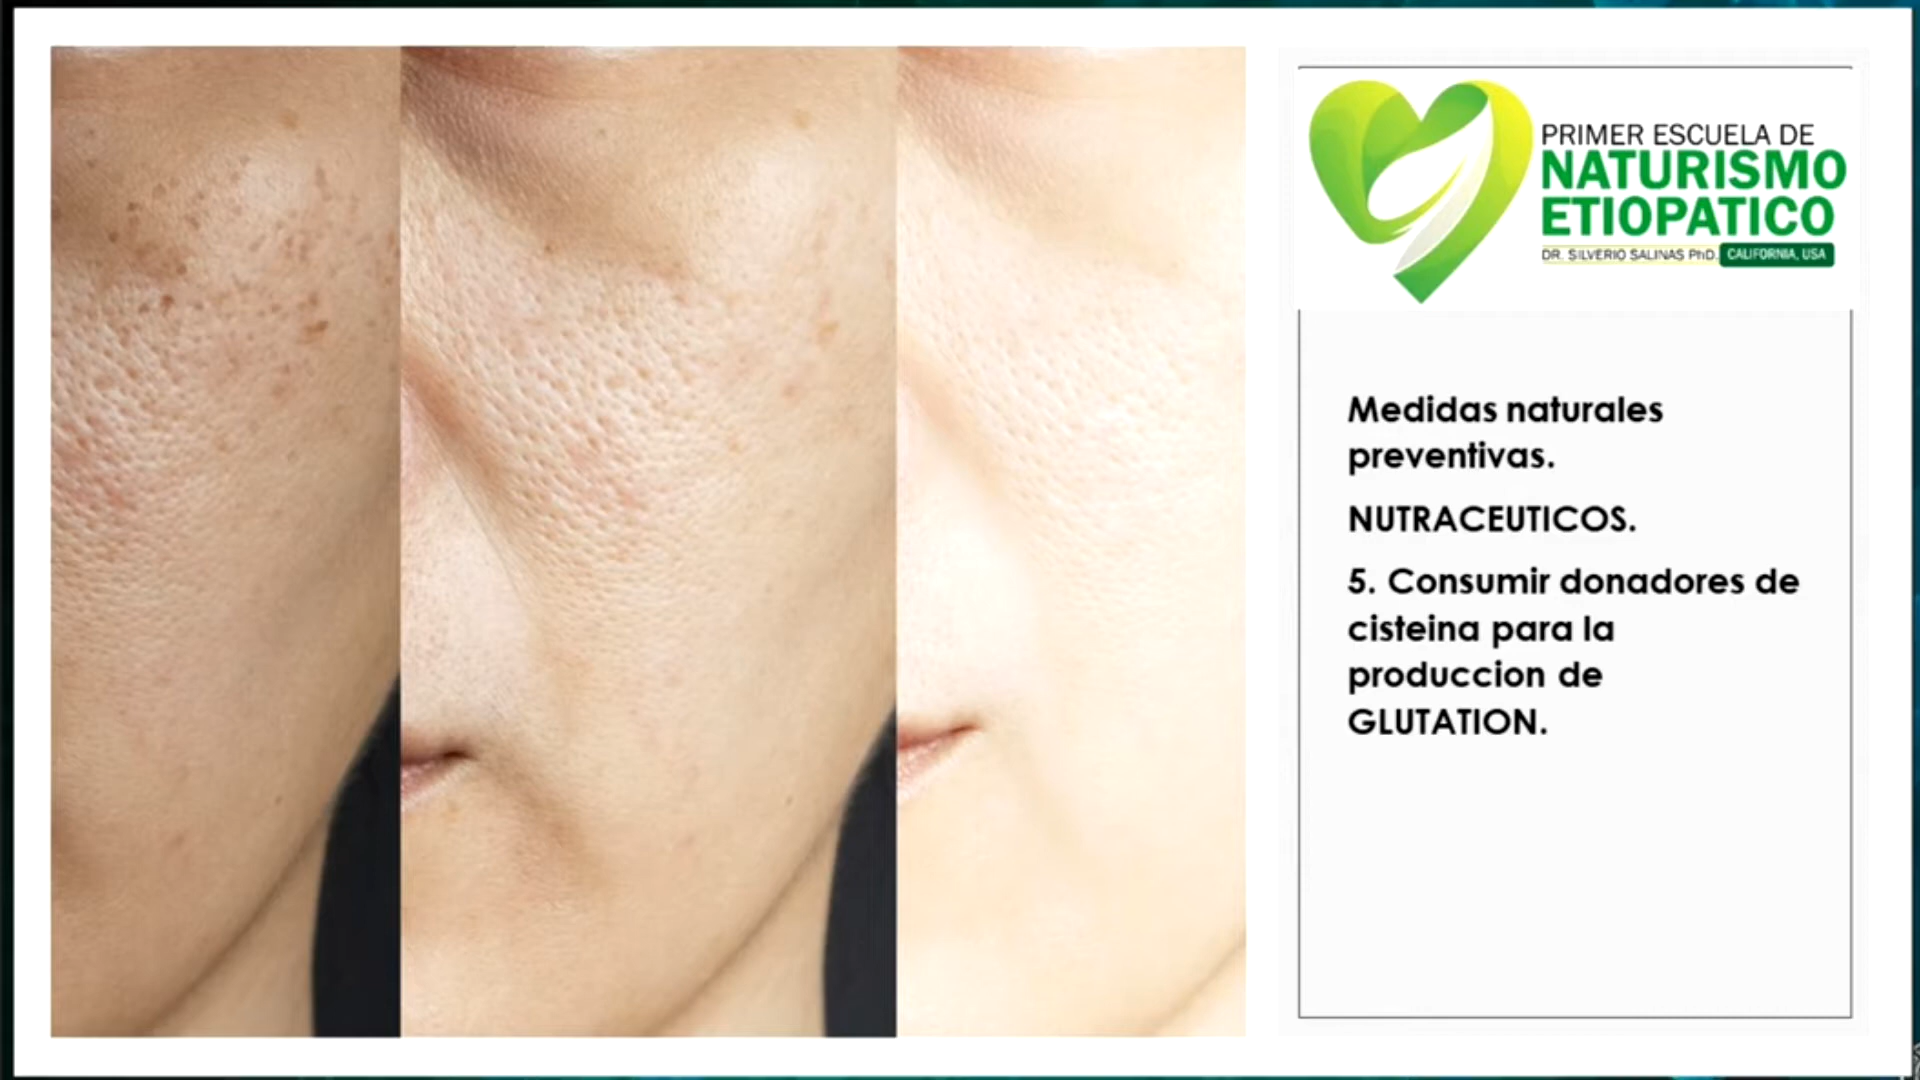 PRIMER ESCUELA DE
NATURISMO
ETIOPATICO
DR. SILVERIO SALINAS PhD. CALIFORNIA, USA
Medidas naturales
preventivas.
NUTRACEUTICOS.
5. Consumir donadores de
cisteina para la
produccion de
GLUTATION.